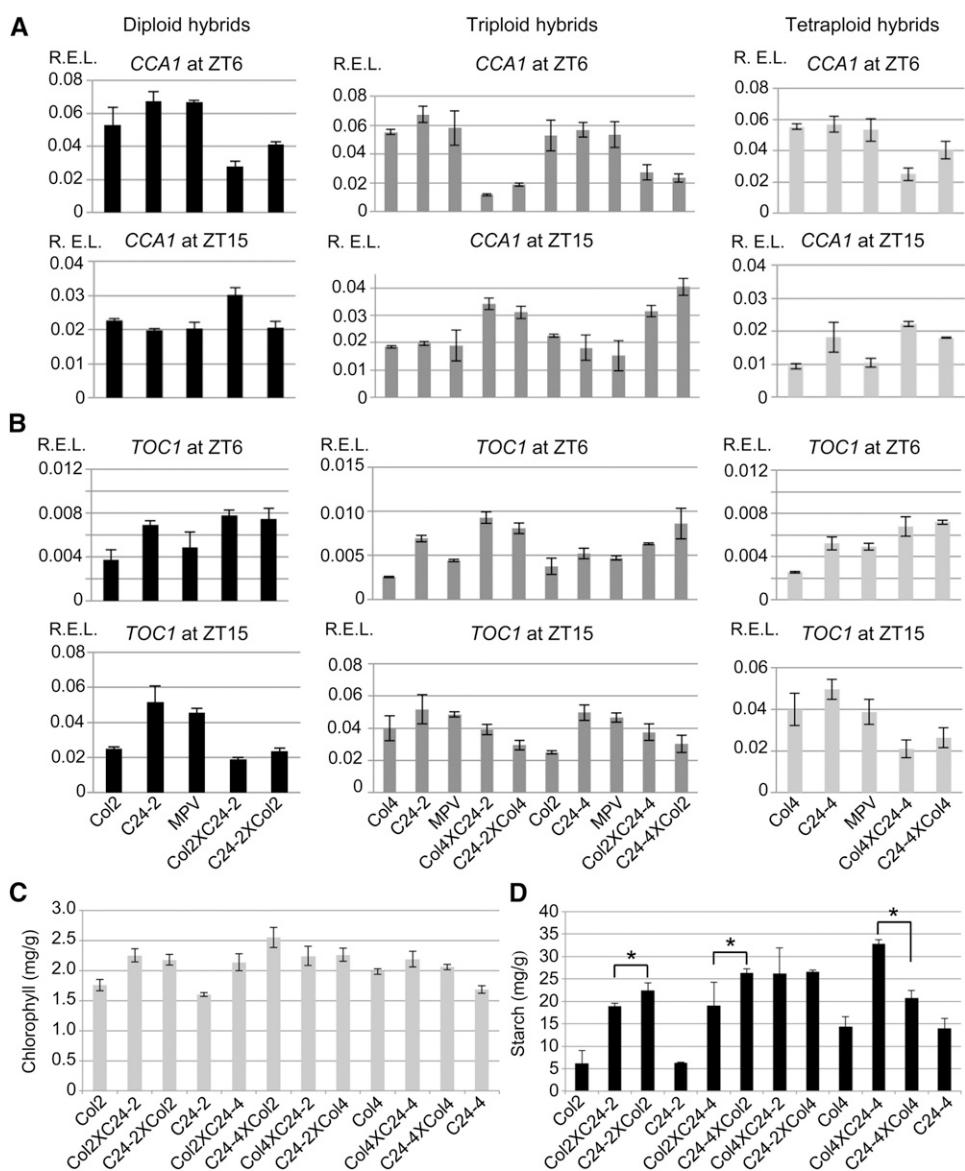 A
Diploid hybrids
Triploid hybrids
Tetraploid hybrids
R.E.L.
CCA1 at ZT6
0.08
0.06
0.04
0.02
0
R.E.L.
CCA1 at ZT6
0.08
0.06
0.04
0.02
0
R. E.L.
CCA1 at ZT6
0.08
0.06
0.04
0.02
0
R. E.L.
CCA1 at ZT15
0.04
0.03
0.02
0.01
0
R.E.L.
CCA1 at ZT15
0.04
0.03
0.02
0.01
0
R. E.L.
CCA1 at ZT15
0.04
0.03
0.02
0.01
0
B
R.E.L.
TOC1 at ZT6
0.012
0.008
0.004
0
R.E.L.
TOC1 at ZT6
0.015
0.010
0.005
0
R.E.L.
TOC1 at ZT6
0.012
0.008
0.004
0
R.E.L.
TOC1 at ZT15
0.08
0.06
0.04
0.02
0
Col2
C24-2
MPV
Col2XC24-2
C24-2XCol2
R.E.L.
TOC1 at ZT15
0.08
0.06
0.04
0.02
0
Col4
C24-2
MPV
Col4XC24-2
C24-2XCol4
Col2
C24-4
MPV
Col2XC24-4
C24-4XCol2
R.E.L.
TOC1 at ZT15
0.06
0.04
0.02
0
Col4
C24-4
MPV
Col4XC24-4
C24-4XCol4
C
Chlorophyll (mg/g)
3.0
2.5
2.0
1.5
1.0
0.5
0
Col2
Col2XC24-2
C24-2XCol2
C24-2
Col2XC24-4
C24-4XCol2
Col4XC24-2
C24-2XCol4
Col4
Col4XC24-4
C24-4XCol4
C24-4
D
Starch (mg/g)
40
35
30
25
20
15
10
5
0
*
*
*
Col2
Col2XC24-2
C24-2XCol2
C24-2
Col2XC24-4
C24-4XCol2
Col4XC24-2
C24-2XCol4
Col4
Col4XC24-4
C24-4XCol4
C24-4